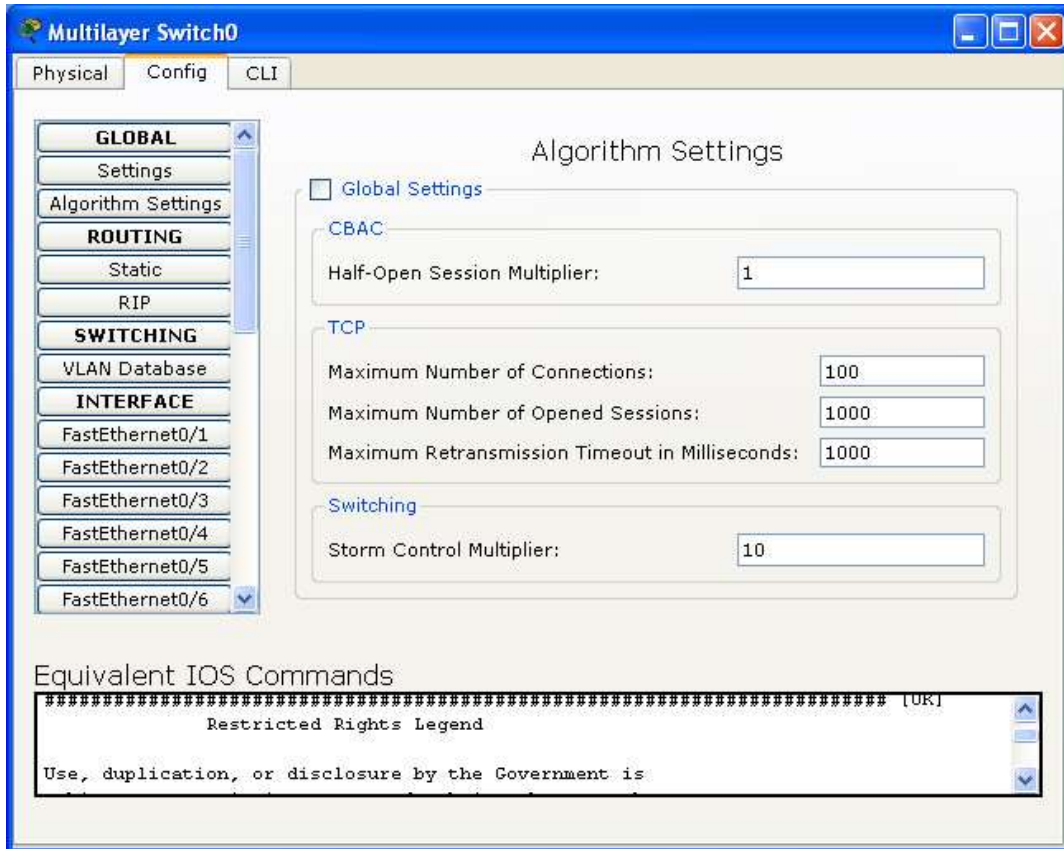 Multilayer Switch0
Physical Config CLI
GLOBAL
Settings
Algorithm Settings
ROUTING
Static
RIP
SWITCHING
VLAN Database
INTERFACE
FastEthernet0/1
FastEthernet0/2
FastEthernet0/3
FastEthernet0/4
FastEthernet0/5
FastEthernet0/6
Algorithm Settings
Global Settings
CBAC
Half-Open Session Multiplier: 1
TCP
Maximum Number of Connections: 100
Maximum Number of Opened Sessions: 1000
Maximum Retransmission Timeout in Milliseconds: 1000
Switching
Storm Control Multiplier: 10
Equivalent IOS Commands
########################################################################## [OK]
Restricted Rights Legend
Use, duplication, or disclosure by the Government is